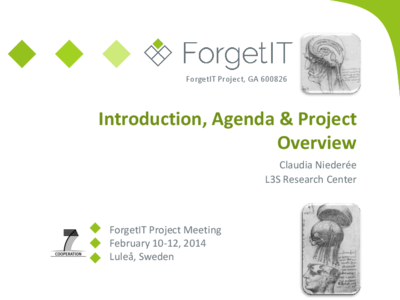 ForgetIT
ForgetIT Project, GA 600826
Introduction, Agenda & Project
Overview
Claudia Niederée
L3S Research Center
ForgetIT Project Meeting
February 10-12, 2014
Luleå, Sweden
7
COOPERATION